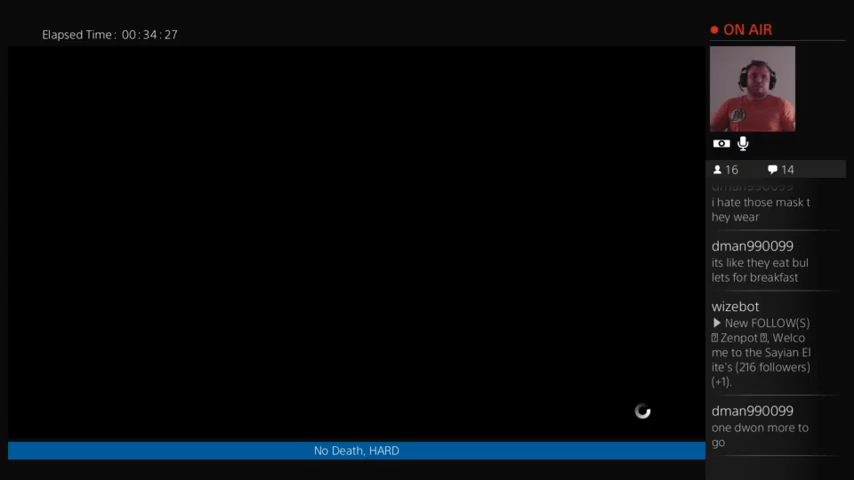 Elapsed Time: 00:34:27
ON AIR
16
14
dman990099
i hate those mask t
hey wear
dman990099
its like they eat bul
lets for breakfast
wizebot
▶ New FOLLOW(S)
Zenpot , Welco
me to the Sayian El
ite's (216 followers)
(+1).
dman990099
one dwon more to
go
No Death, HARD